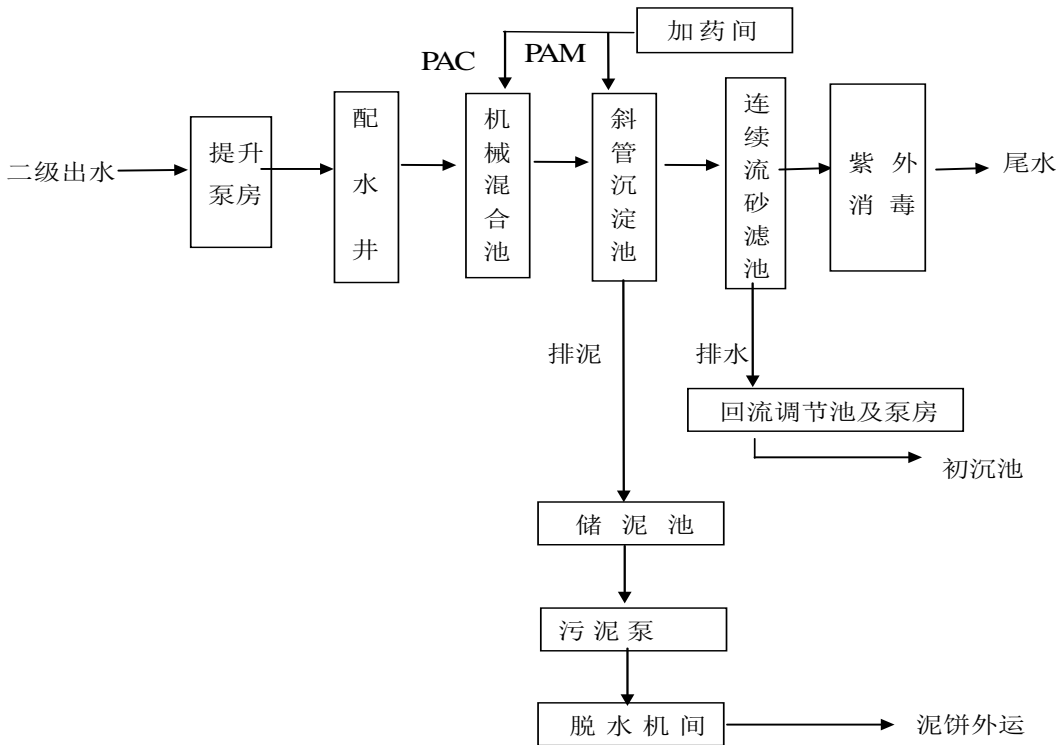 加药间
PAC
PAM
二级出水
提升
泵房
配
水
井
机
械
混
合
池
斜
管
沉
淀
池
连
续
流
砂
滤
池
紫外
消毒
尾水
排泥
排水
回流调节池及泵房
初沉池
储泥池
污泥泵
脱水机间
泥饼外运